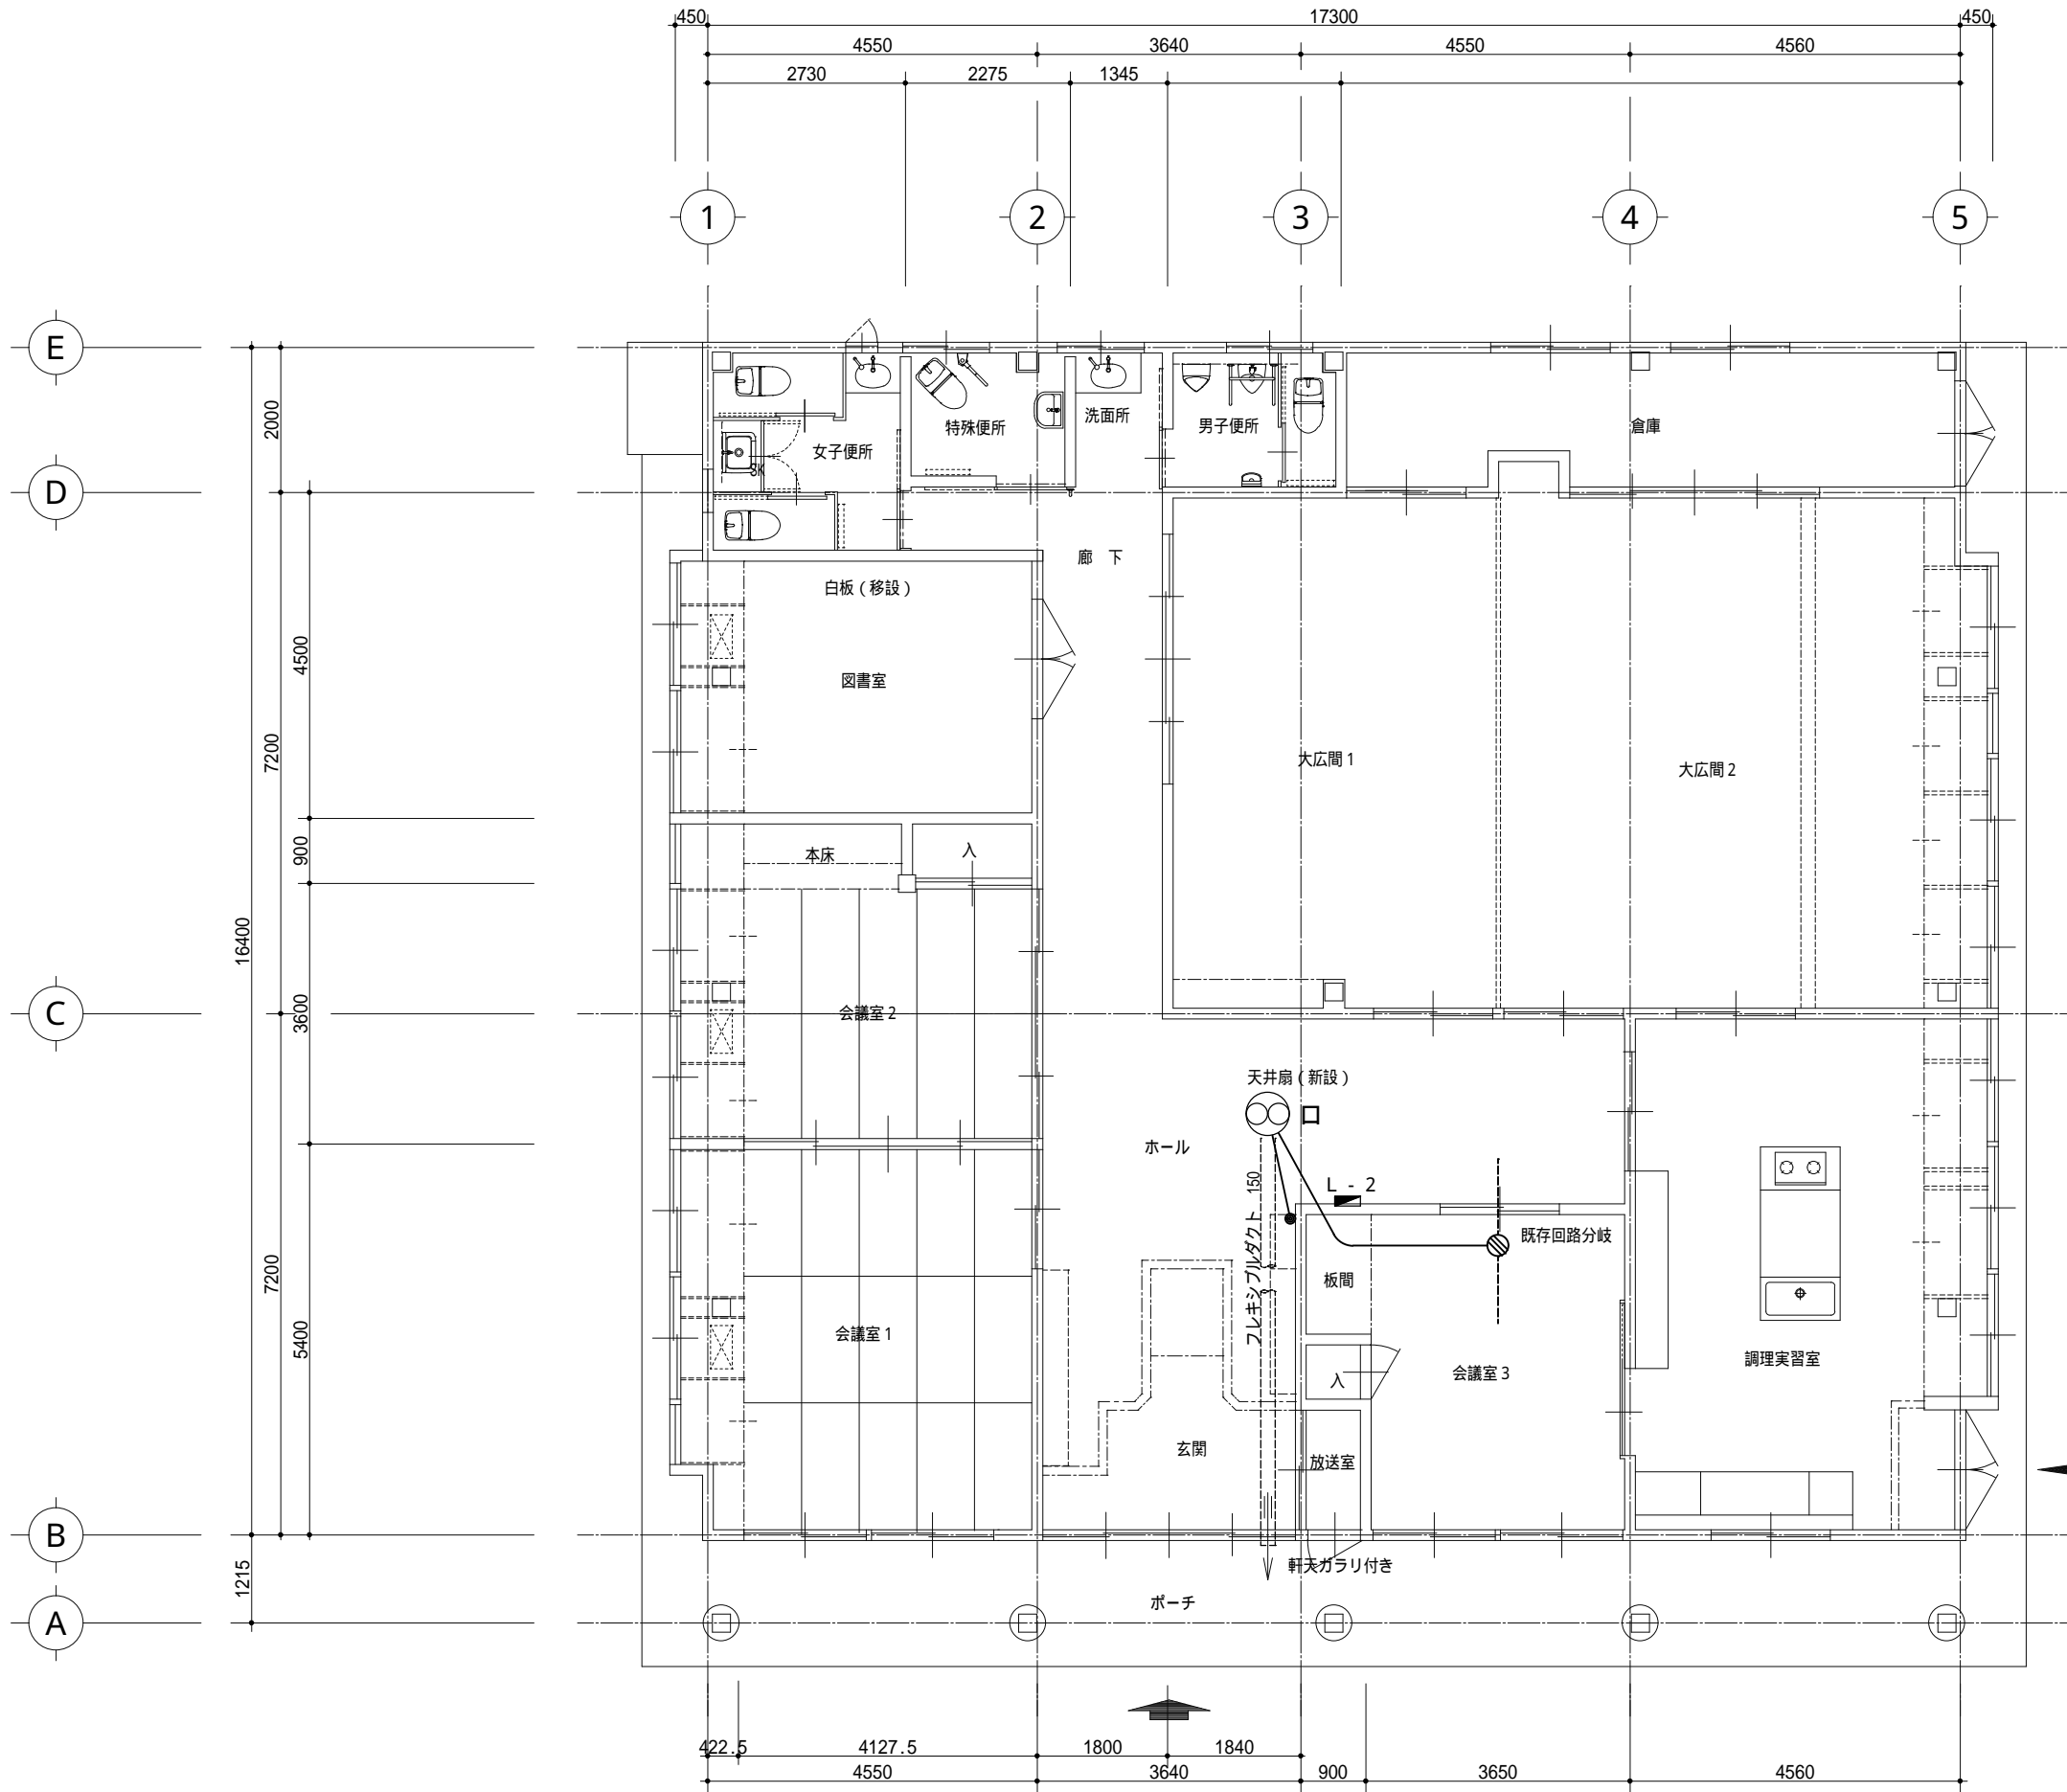 450 17300 450
4550 3640 4550 4560
2730 2275 1345
1 2 3 4 5
E
D
C
B
A
2000
7200
16400
7200
1215
4500
900
3600
5400
女子便所
SK
特殊便所
洗面所
男子便所
倉庫
廊 下
白板(移設)
図書室
大広間1
大広間2
本床
入
会議室2
天井扇(新設)
ホール
L - 2
フレキシブルダクト 150
既存回路分岐
板間
会議室1
入
会議室3
調理実習室
玄関
放送室
軒天ガラリ付き
ポーチ
422.5 4127.5 1800 1840
4550 3640 900 3650 4560